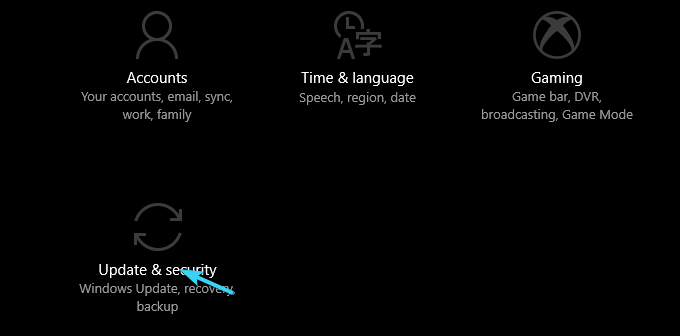 Accounts
Your accounts, email, sync,
work, family
Time & language
Speech, region, date
Gaming
Game bar, DVR,
broadcasting, Game Mode
Update & security
Windows Update, recovery,
backup